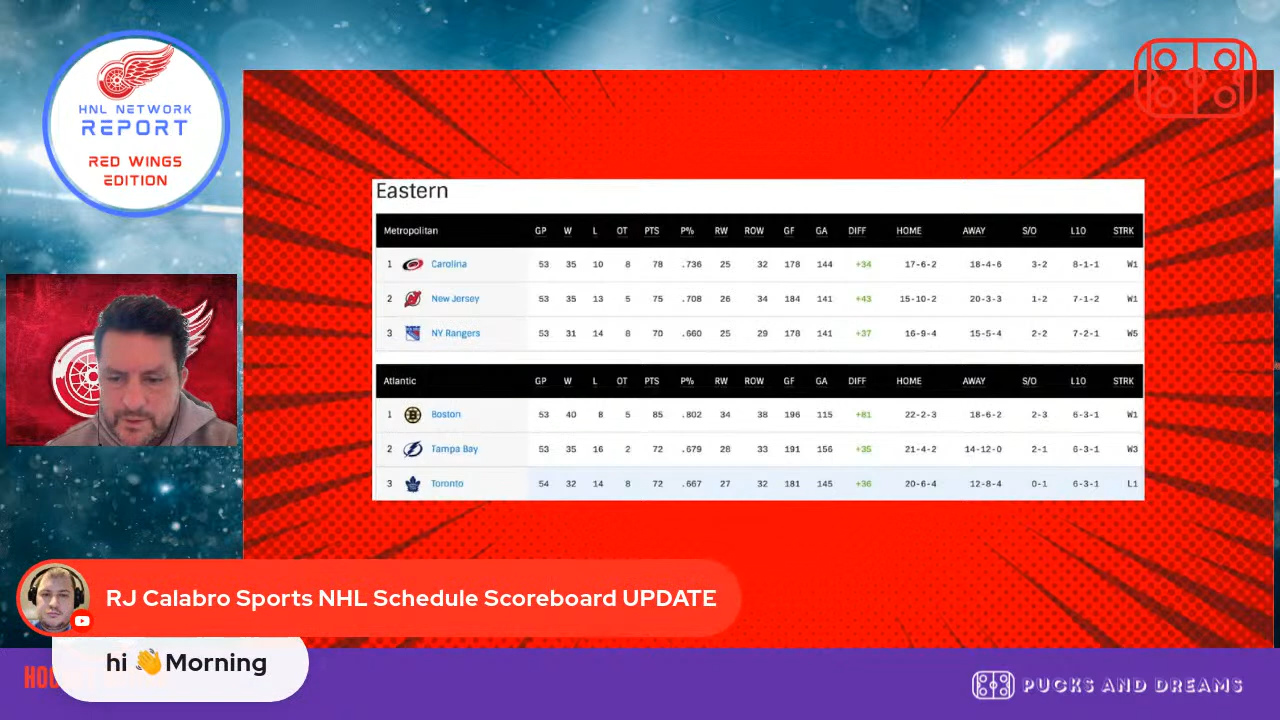 HNL NETWORK
REPORT
RED WINGS
EDITION
Eastern
Metropolitan GP W L OT PTS P% RW ROW GF GA DIFF HOME AWAY S/O L10 STRK
1 Carolina 53 35 10 8 78 .736 25 32 178 144 +34 17-6-2 18-4-6 3-2 8-1-1 W1
2 New Jersey 53 35 13 5 75 .708 26 34 184 141 +43 15-10-2 20-3-3 1-2 7-1-2 W1
3 NY Rangers 53 31 14 8 70 .660 25 29 178 141 +37 16-9-4 15-5-4 2-2 7-2-1 W5
Atlantic GP W L OT PTS P% RW ROW GF GA DIFF HOME AWAY S/O L10 STRK
1 Boston 53 40 8 5 85 .802 34 38 196 115 +81 22-2-3 18-6-2 2-3 6-3-1 W1
2 Tampa Bay 53 35 16 2 72 .679 28 33 191 156 +35 21-4-2 14-12-0 2-1 6-3-1 W3
3 Toronto 54 32 14 8 72 .667 27 32 181 145 +36 20-6-4 12-8-4 0-1 6-3-1 L1
RJ Calabro Sports NHL Schedule Scoreboard UPDATE
hi 👋Morning
PUCKS AND DREAMS